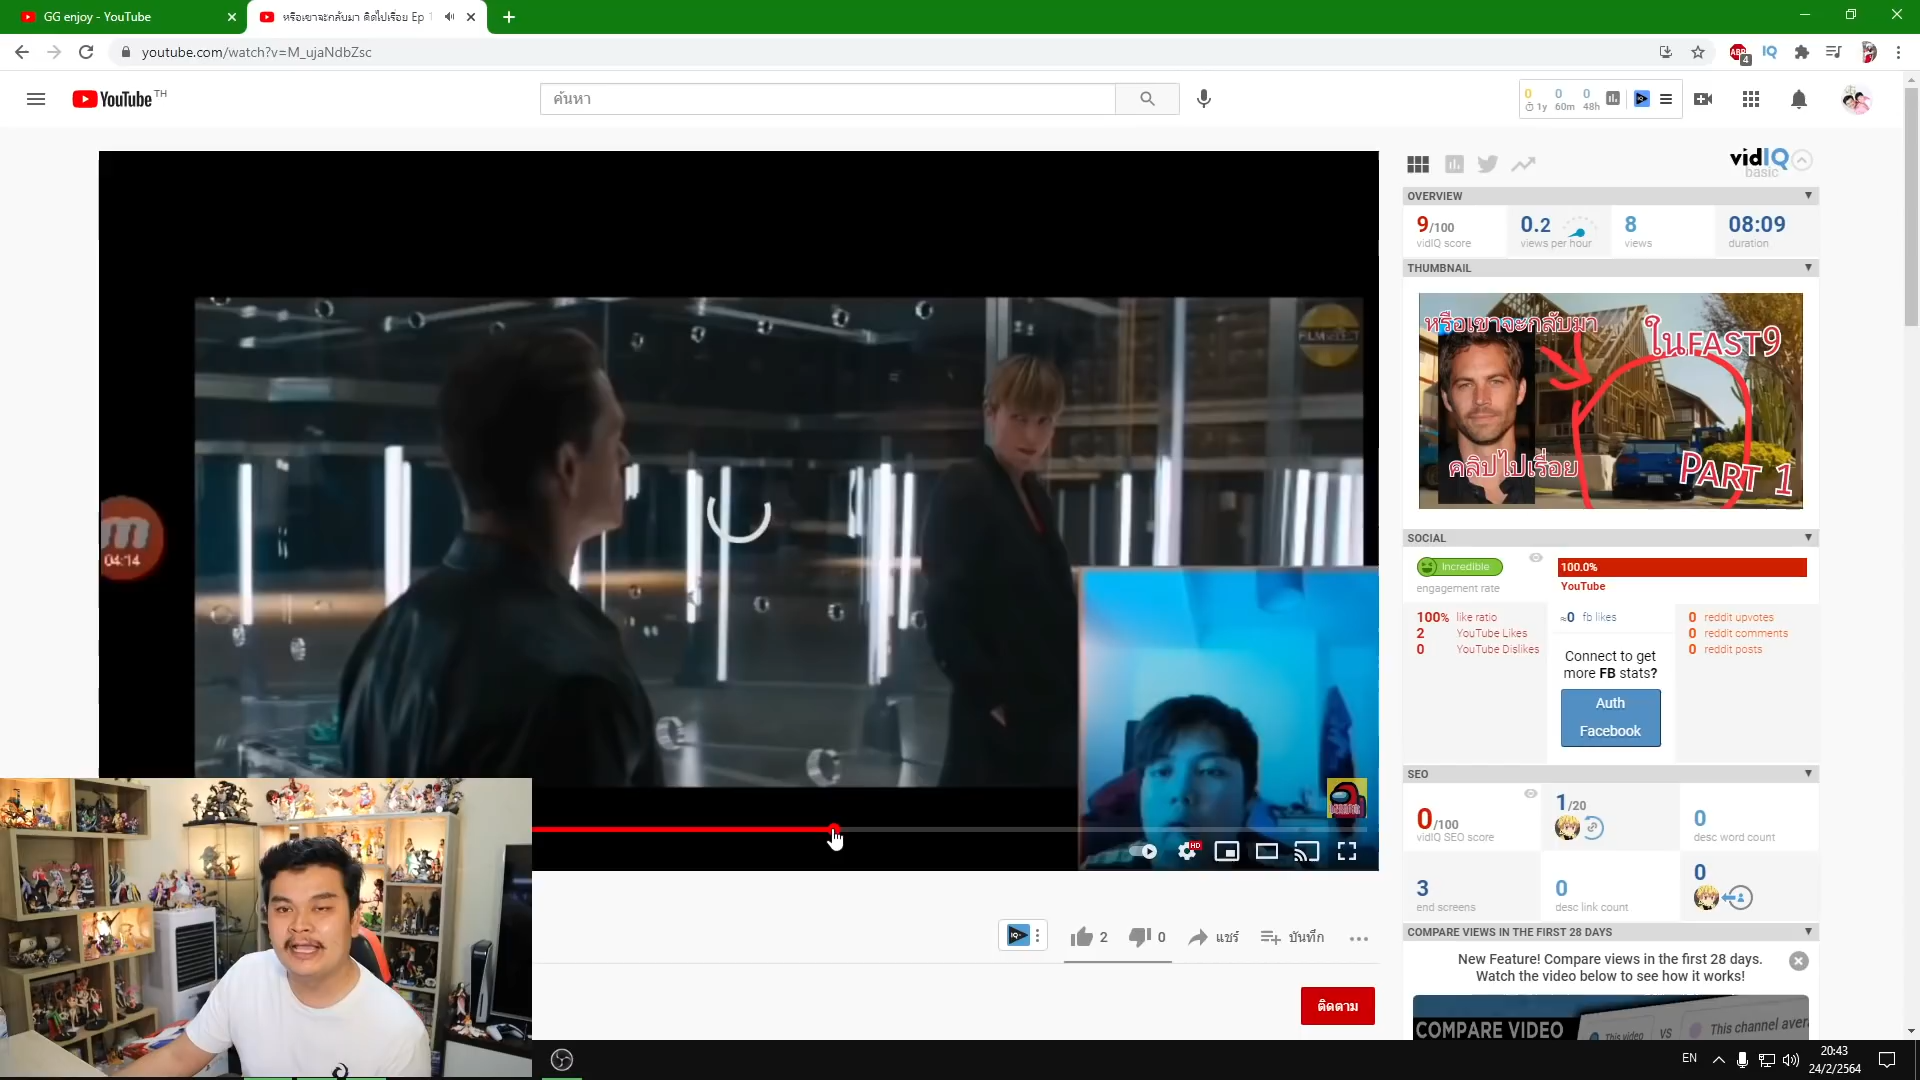 GG enjoy - YouTube
หรือเขาจะกลับมา คิดไปเรื่อย Ep 1
youtube.com/watch?v=M_ujaNdbZsc
ABP
4
IQ
YouTube TH
ค้นหา
0 0 0
1y 60m 48h
vidIQ
basic
OVERVIEW
9/100
vidIQ score
0.2
views per hour
8
views
08:09
duration
THUMBNAIL
หรือเขาจะกลับมา
ในFAST9
คลิปไปเรื่อย
PART 1
04:14
SOCIAL
Incredible
engagement rate
100.0%
YouTube
100% like ratio
2 YouTube Likes
0 YouTube Dislikes
≈0 fb likes
Connect to get
more FB stats?
Auth
Facebook
0 reddit upvotes
0 reddit comments
0 reddit posts
SEO
0/100
vidIQ SEO score
1/20
0
desc word count
3
end screens
0
desc link count
0
HD
IQ
2
0
แชร์
บันทึก
ติดตาม
COMPARE VIEWS IN THE FIRST 28 DAYS
New Feature! Compare views in the first 28 days.
Watch the video below to see how it works!
COMPARE VIDEO
This video
VS
This channel avera
EN
20:43
24/2/2564